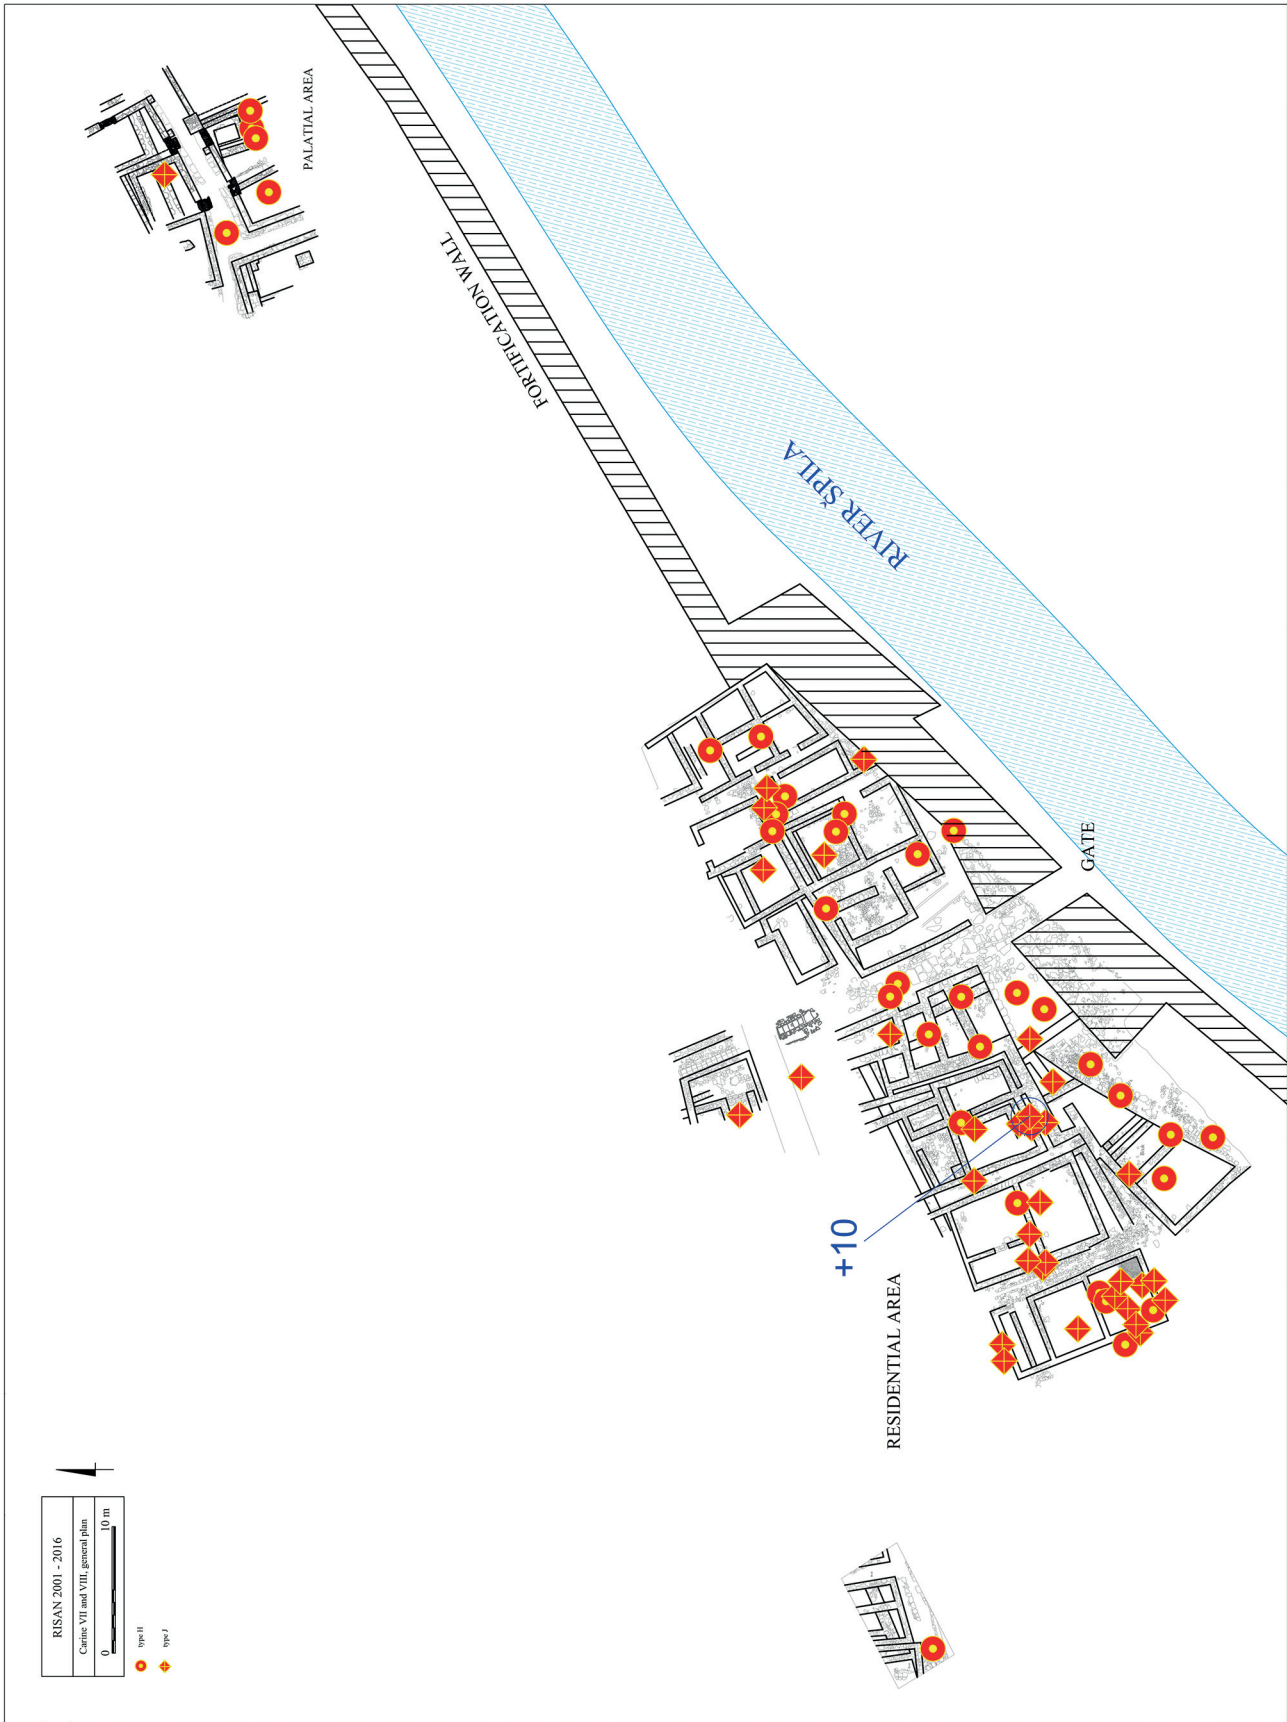 RISAN 2001 - 2016
Carine VII and VIII, general plan
0 10 m
type H
type J
PALATIAL AREA
FORTIFICATION WALL
RIVER ŠPILA
GATE
+10
RESIDENTIAL AREA